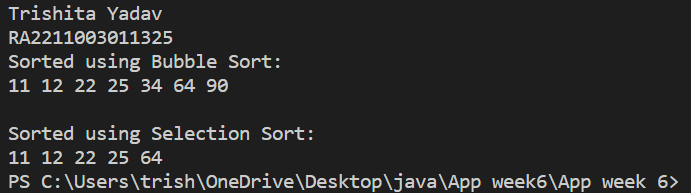 Trishita Yadav
RA2211003011325
Sorted using Bubble Sort:
11 12 22 25 34 64 90
Sorted using Selection Sort:
11 12 22 25 64
PS C:\Users\trish\OneDrive\Desktop\java\App week6\App week 6>